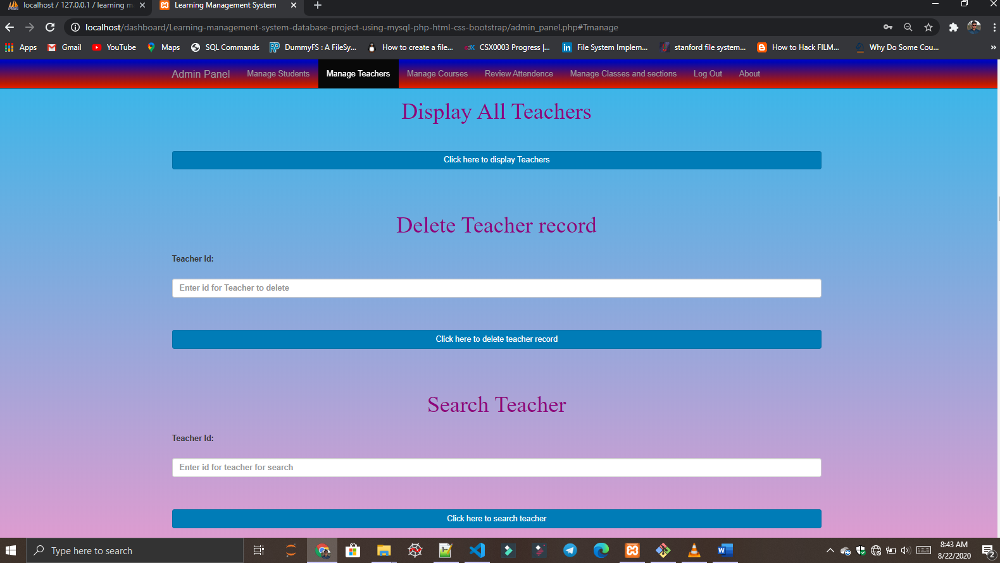 localhost / 127.0.0.1 / learning m
Learning Management System
localhost/dashboard/Learning-management-system-database-project-using-mysql-php-html-css-bootstrap/admin_panel.php#Tmanage
Apps Gmail YouTube Maps SQL Commands DummyFS : A FileSy... How to create a file... CSX0003 Progress |... File System Implem... stanford file system... How to Hack FILM... Why Do Some Cou... »
Admin Panel Manage Students Manage Teachers Manage Courses Review Attendence Manage Classes and sections Log Out About
Display All Teachers
Click here to display Teachers
Delete Teacher record
Teacher Id:
Enter id for Teacher to delete
Click here to delete teacher record
Search Teacher
Teacher Id:
Enter id for teacher for search
Click here to search teacher
Type here to search
8:43 AM
8/22/2020
2